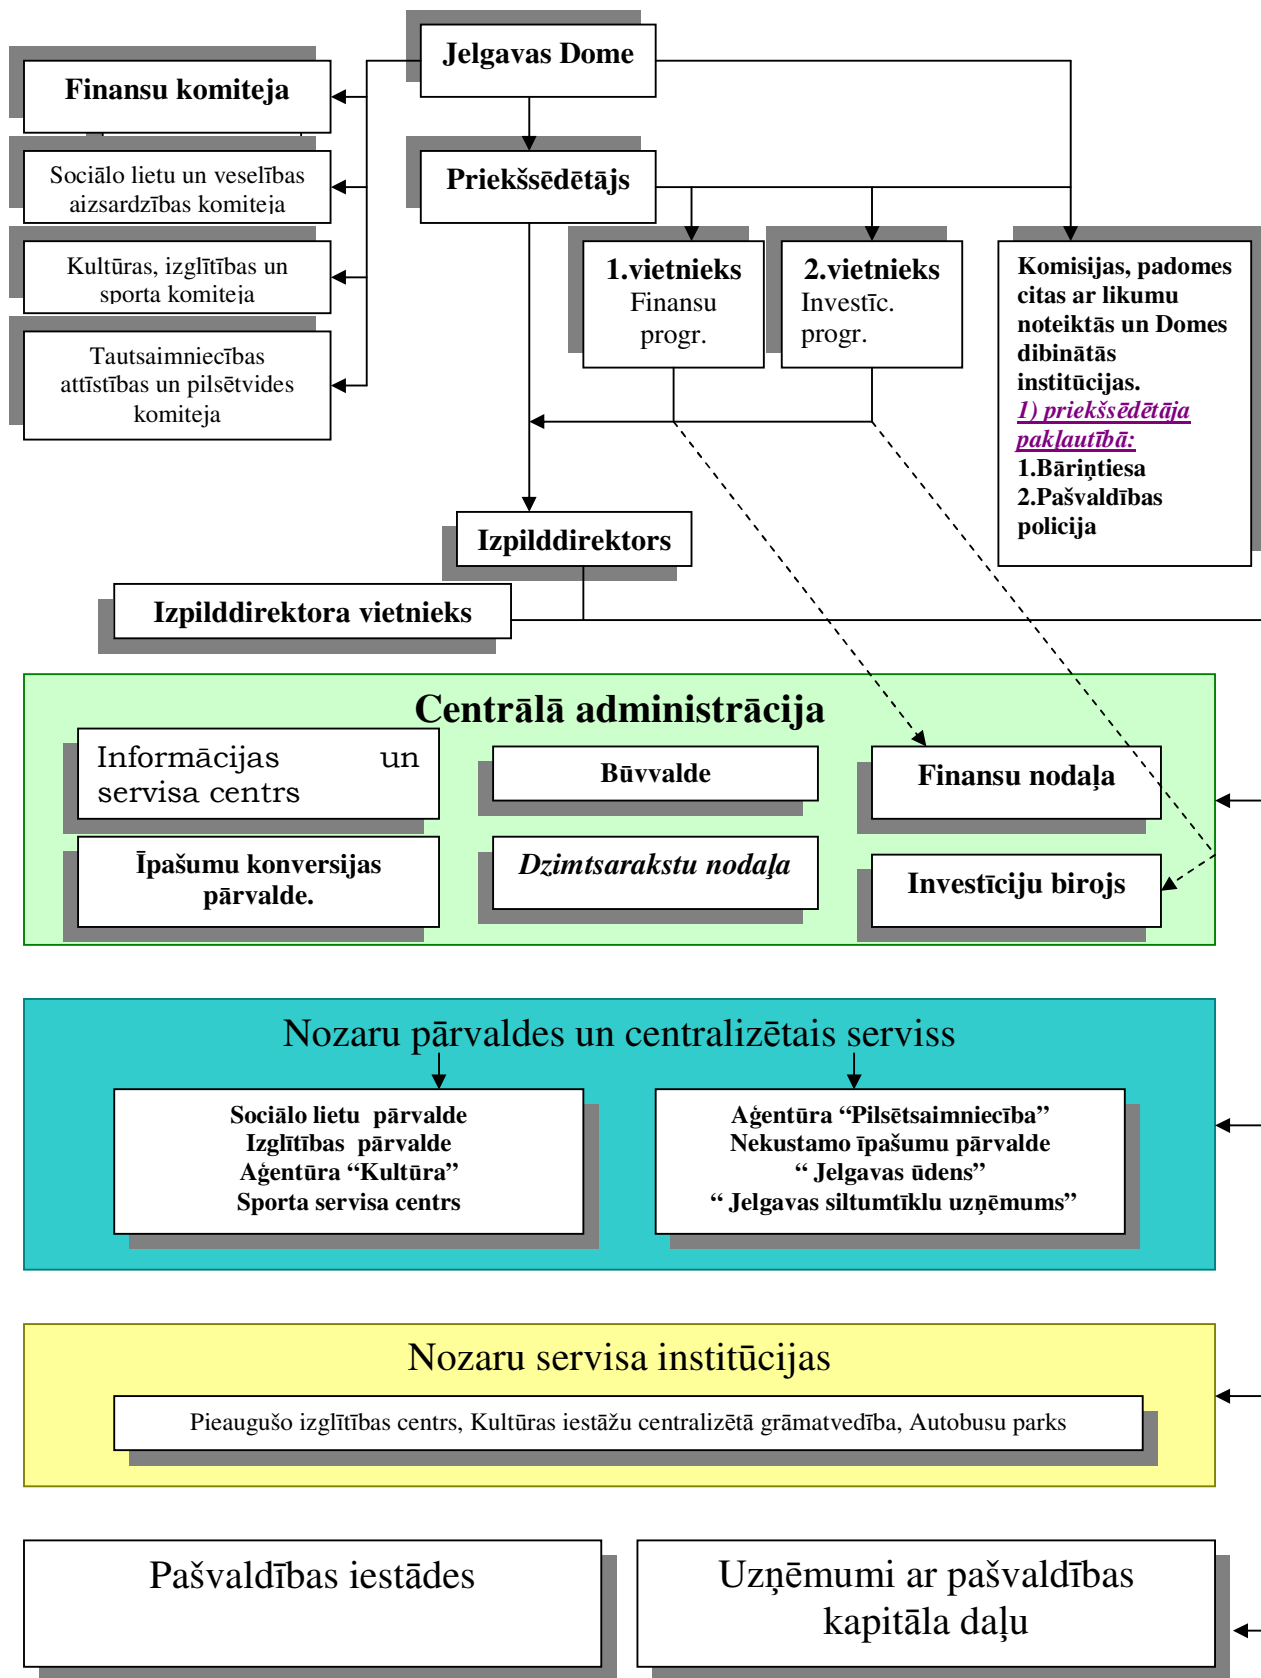 Jelgavas Dome
Finansu komiteja
Sociālo lietu un veselības
aizsardzības komiteja
Kultūras, izglītības un
sporta komiteja
Tautsaimniecības
attīstības un pilsētvides
komiteja
Priekšsēdētājs
1.vietnieks
Finansu
progr.
2.vietnieks
Investīc.
progr.
Komisijas, padomes
citas ar likumu
noteiktās un Domes
dibinātās
institūcijas.
1) priekšsēdētāja
pakļautībā:
1.Bāriņtiesa
2.Pašvaldības
policija
Izpilddirektors
Izpilddirektora vietnieks
Centrālā administrācija
Informācijas un
servisa centrs
Būvvalde
Finansu nodaļa
Īpašumu konversijas
pārvalde.
Dzimtsarakstu nodaļa
Investīciju birojs
Nozaru pārvaldes un centralizētais serviss
Sociālo lietu pārvalde
Izglītības pārvalde
Aģentūra “Kultūra”
Sporta servisa centrs
Aģentūra “Pilsētsaimniecība”
Nekustamo īpašumu pārvalde
“ Jelgavas ūdens”
“ Jelgavas siltumtīklu uzņēmums”
Nozaru servisa institūcijas
Pieaugušo izglītības centrs, Kultūras iestāžu centralizētā grāmatvedība, Autobusu parks
Pašvaldības iestādes
Uzņēmumi ar pašvaldības
kapitāla daļu